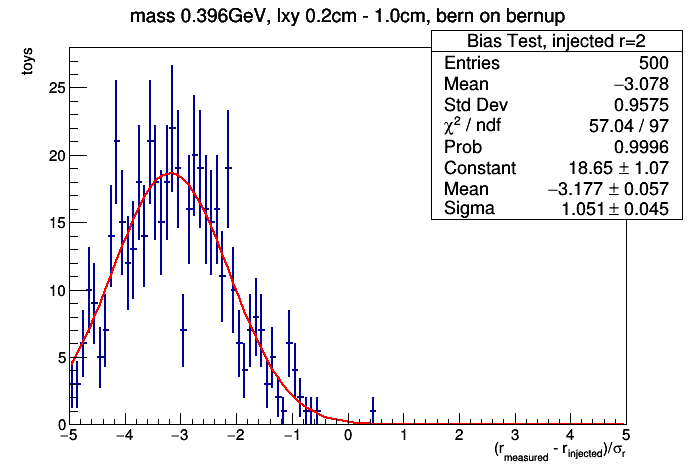 mass 0.396GeV, lxy 0.2cm - 1.0cm, bern on bernup
toys
Bias Test, injected r=2
Entries 500
Mean −3.078
Std Dev 0.9575
χ² / ndf 57.04 / 97
Prob 0.9996
Constant 18.65 ± 1.07
Mean −3.177 ± 0.057
Sigma 1.051 ± 0.045
25
20
15
10
5
0
−5 −4 −3 −2 −1 0 1 2 3 4 5
(r_measured - r_injected)/σ_r